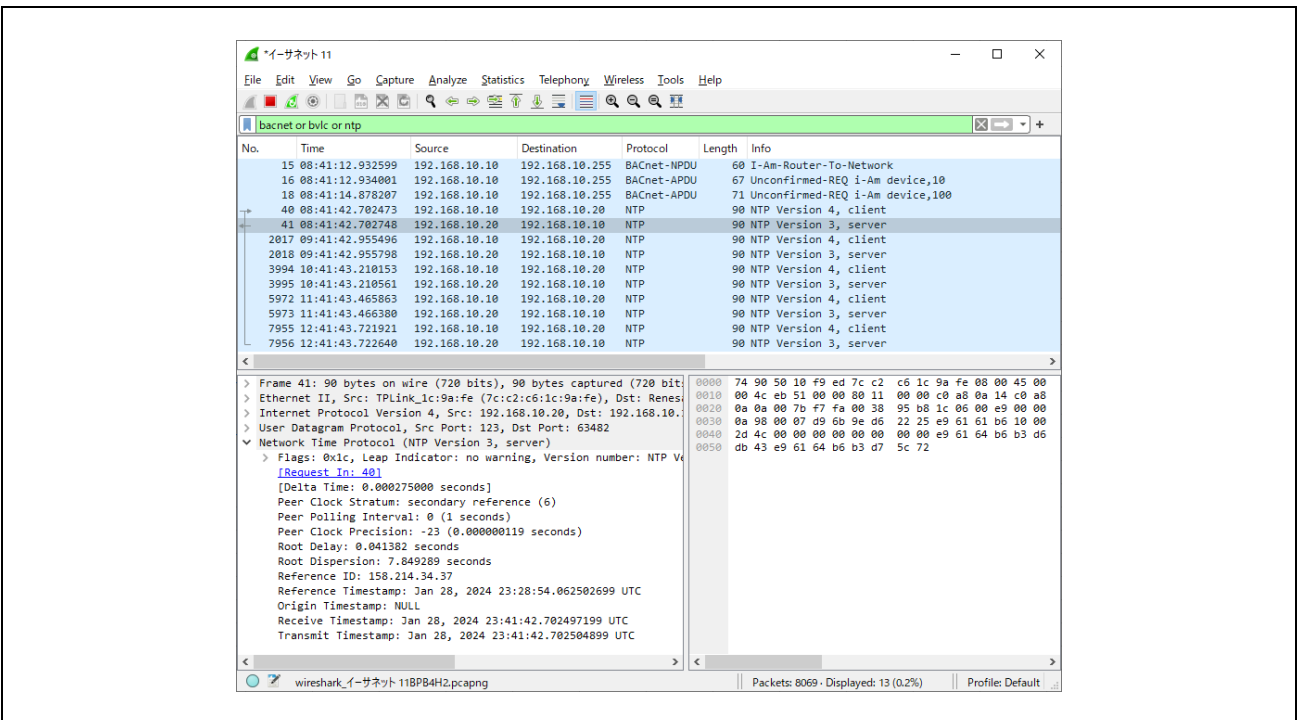 *イーサネット 11
File Edit View Go Capture Analyze Statistics Telephony Wireless Tools Help
bacnet or bvlc or ntp
No. Time Source Destination Protocol Length Info
15 08:41:12.932599 192.168.10.10 192.168.10.255 BACnet-NPDU 60 I-Am-Router-To-Network
16 08:41:12.934001 192.168.10.10 192.168.10.255 BACnet-APDU 67 Unconfirmed-REQ i-Am device,10
18 08:41:14.878207 192.168.10.10 192.168.10.255 BACnet-APDU 71 Unconfirmed-REQ i-Am device,100
40 08:41:42.702473 192.168.10.10 192.168.10.20 NTP 90 NTP Version 4, client
41 08:41:42.702748 192.168.10.20 192.168.10.10 NTP 90 NTP Version 3, server
2017 09:41:42.955496 192.168.10.10 192.168.10.20 NTP 90 NTP Version 4, client
2018 09:41:42.955798 192.168.10.20 192.168.10.10 NTP 90 NTP Version 3, server
3994 10:41:43.210153 192.168.10.10 192.168.10.20 NTP 90 NTP Version 4, client
3995 10:41:43.210561 192.168.10.20 192.168.10.10 NTP 90 NTP Version 3, server
5972 11:41:43.465863 192.168.10.10 192.168.10.20 NTP 90 NTP Version 4, client
5973 11:41:43.466380 192.168.10.20 192.168.10.10 NTP 90 NTP Version 3, server
7955 12:41:43.721921 192.168.10.10 192.168.10.20 NTP 90 NTP Version 4, client
7956 12:41:43.722640 192.168.10.20 192.168.10.10 NTP 90 NTP Version 3, server
Frame 41: 90 bytes on wire (720 bits), 90 bytes captured (720 bit
Ethernet II, Src: TPLink_1c:9a:fe (7c:c2:c6:1c:9a:fe), Dst: Renes
Internet Protocol Version 4, Src: 192.168.10.20, Dst: 192.168.10.
User Datagram Protocol, Src Port: 123, Dst Port: 63482
Network Time Protocol (NTP Version 3, server)
Flags: 0x1c, Leap Indicator: no warning, Version number: NTP Ve
[Request In: 40]
[Delta Time: 0.000275000 seconds]
Peer Clock Stratum: secondary reference (6)
Peer Polling Interval: 0 (1 seconds)
Peer Clock Precision: -23 (0.000000119 seconds)
Root Delay: 0.041382 seconds
Root Dispersion: 7.849289 seconds
Reference ID: 158.214.34.37
Reference Timestamp: Jan 28, 2024 23:28:54.062502699 UTC
Origin Timestamp: NULL
Receive Timestamp: Jan 28, 2024 23:41:42.702497199 UTC
Transmit Timestamp: Jan 28, 2024 23:41:42.702504899 UTC
0000 74 90 50 10 f9 ed 7c c2 c6 1c 9a fe 08 00 45 00
0010 00 4c eb 51 00 00 80 11 00 00 c0 a8 0a 14 c0 a8
0020 0a 0a 00 7b f7 fa 00 38 95 b8 1c 06 00 e9 00 00
0030 0a 98 00 07 d9 6b 9e d6 22 25 e9 61 61 b6 10 00
0040 2d 4c 00 00 00 00 00 00 00 00 e9 61 64 b6 b3 d6
0050 db 43 e9 61 64 b6 b3 d7 5c 72
wireshark_イーサネット 11BPB4H2.pcapng
Packets: 8069 · Displayed: 13 (0.2%)
Profile: Default